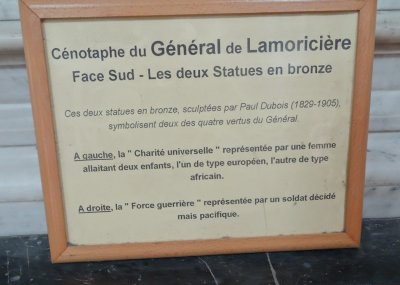 Cénotaphe du Général de Lamoricière
Face Sud - Les deux Statues en bronze
Ces deux statues en bronze, sculptées par Paul Dubois (1829-1905),
symbolisent deux des quatre vertus du Général.
A gauche, la " Charité universelle " représentée par une femme
allaitant deux enfants, l'un de type européen, l'autre de type
africain.
A droite, la " Force guerrière " représentée par un soldat décidé
mais pacifique.